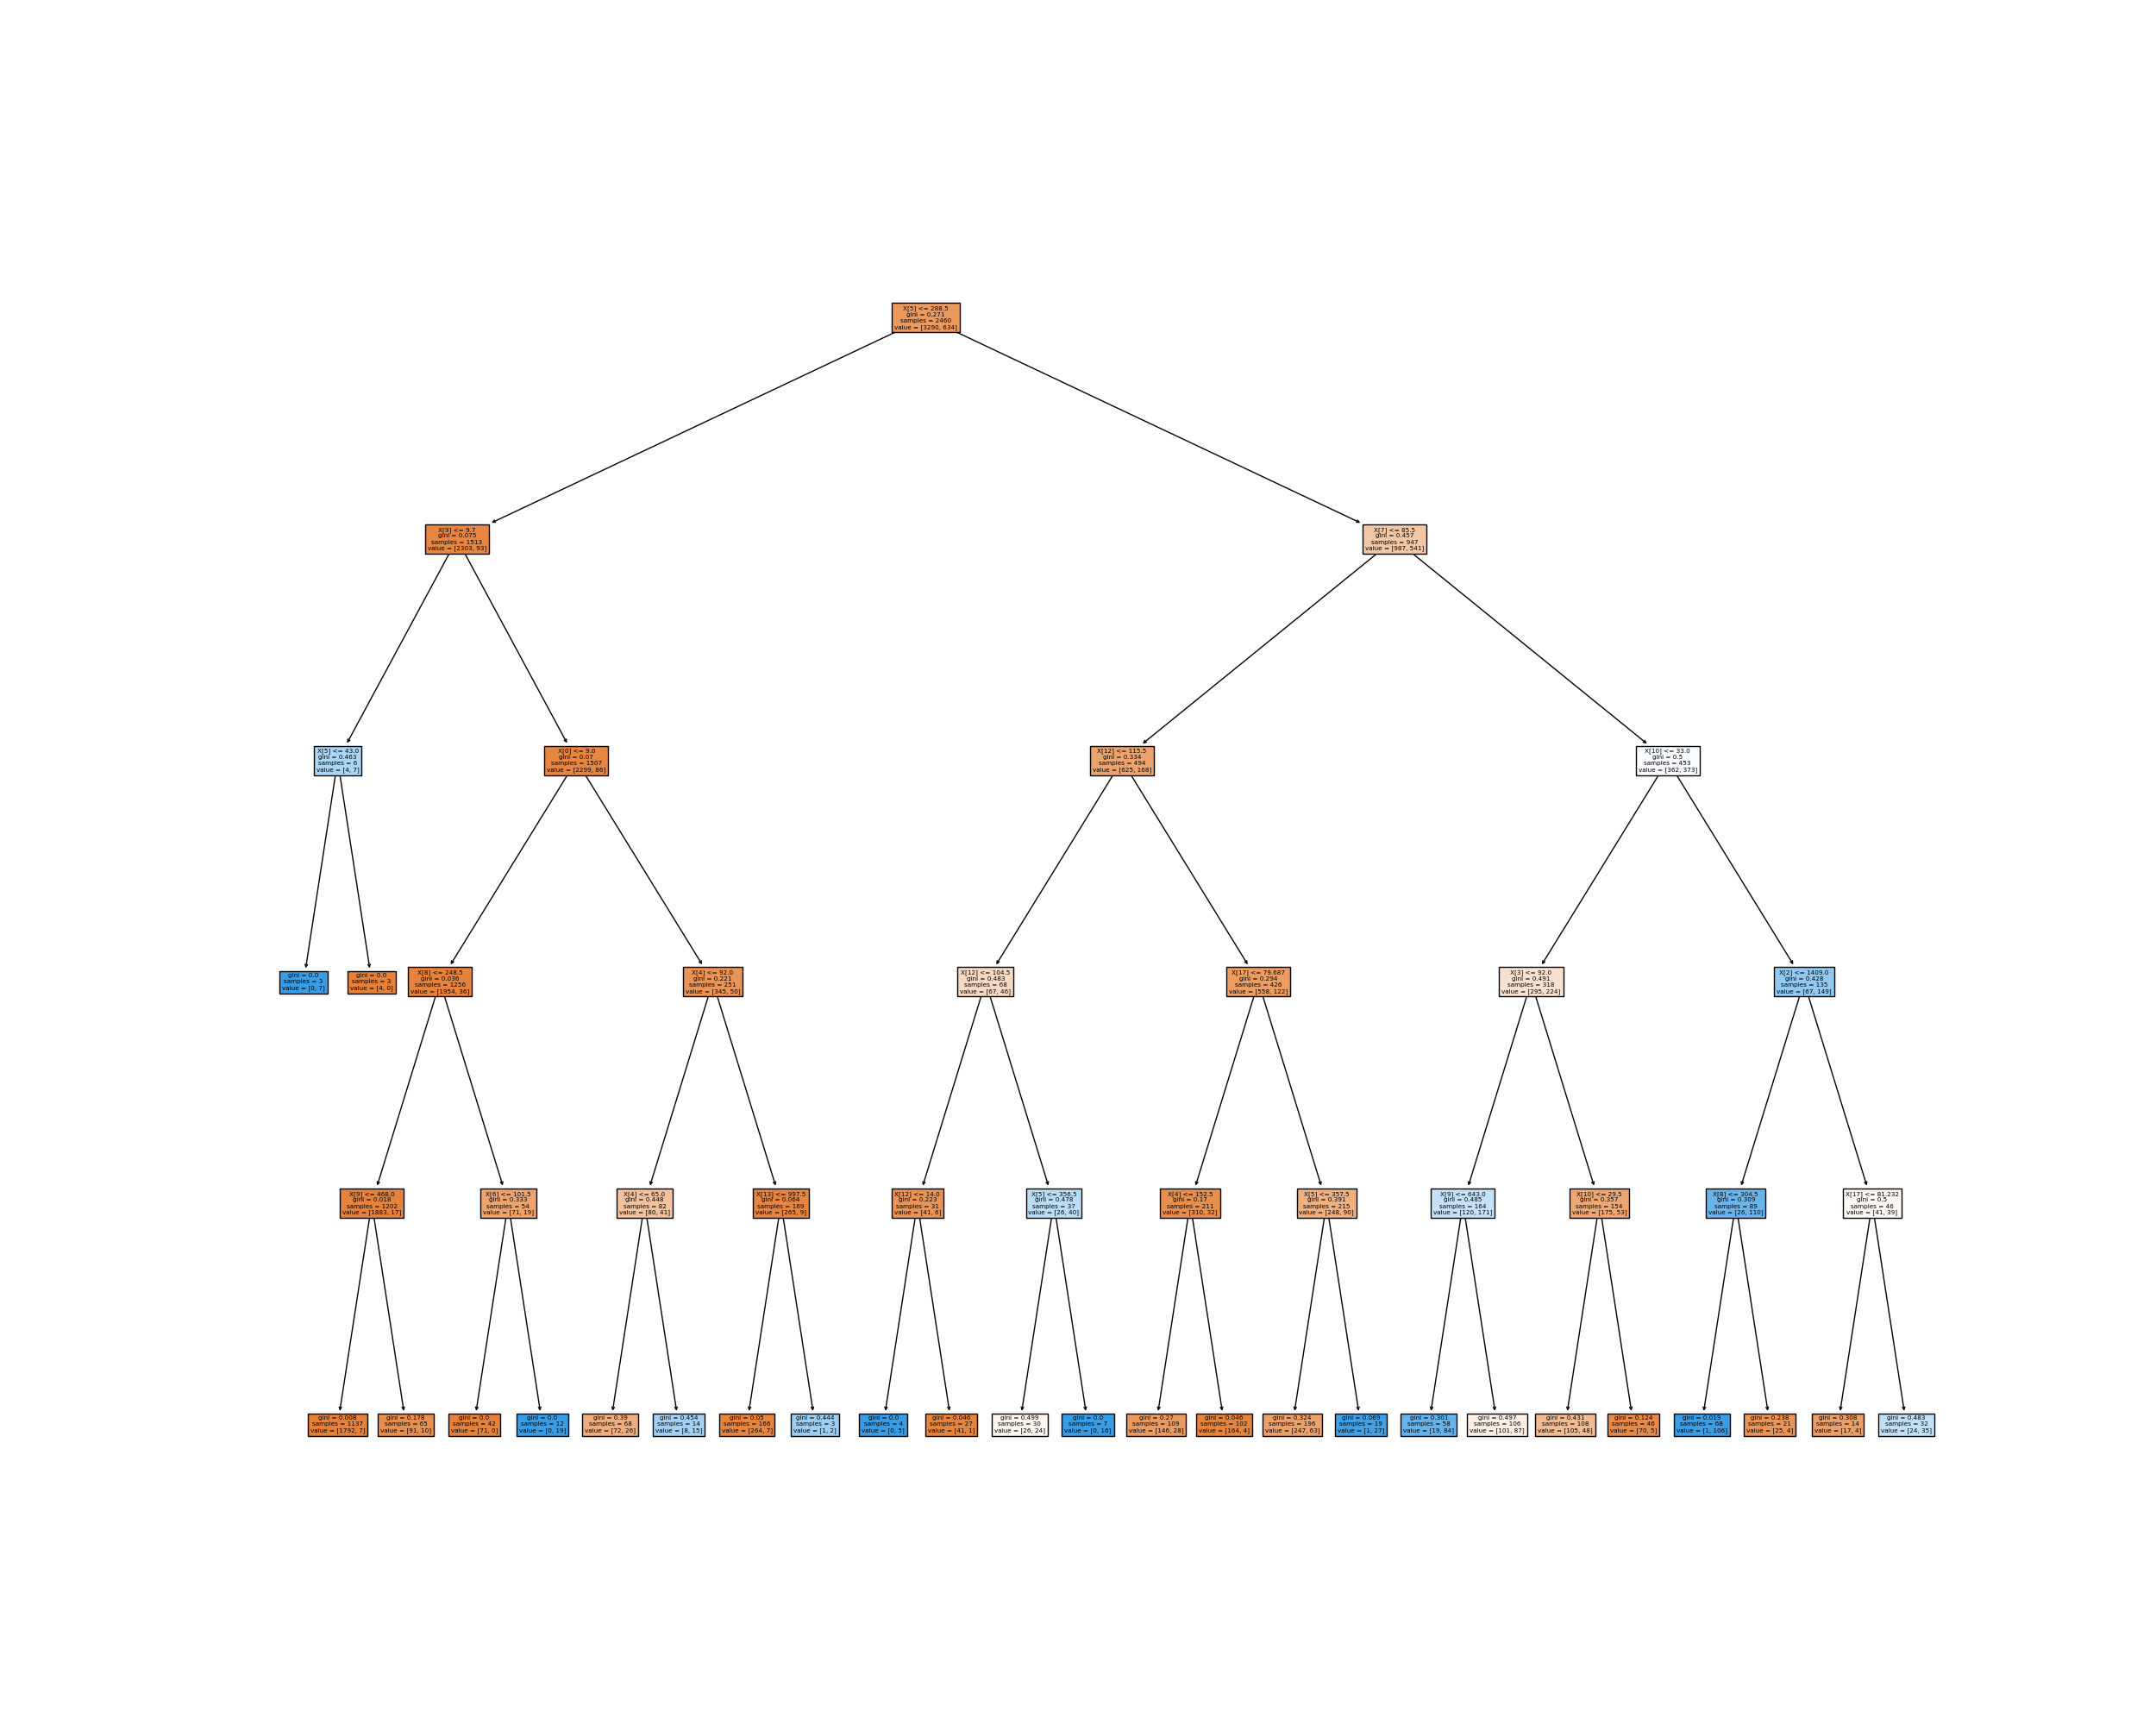 X[5] <= 288.5
gini = 0.271
samples = 2460
value = [3290, 634]
X[9] <= 9.7
gini = 0.075
samples = 1513
value = [2303, 93]
X[7] <= 85.5
gini = 0.457
samples = 947
value = [987, 541]
X[5] <= 43.0
gini = 0.463
samples = 6
value = [4, 7]
X[0] <= 9.0
gini = 0.07
samples = 1507
value = [2299, 86]
X[12] <= 115.5
gini = 0.334
samples = 494
value = [625, 168]
X[10] <= 33.0
gini = 0.5
samples = 453
value = [362, 373]
gini = 0.0
samples = 3
value = [0, 7]
gini = 0.0
samples = 3
value = [4, 0]
X[8] <= 248.5
gini = 0.036
samples = 1256
value = [1954, 36]
X[4] <= 92.0
gini = 0.221
samples = 251
value = [345, 50]
X[12] <= 104.5
gini = 0.483
samples = 68
value = [67, 46]
X[17] <= 79.687
gini = 0.294
samples = 426
value = [558, 122]
X[3] <= 92.0
gini = 0.491
samples = 318
value = [295, 224]
X[2] <= 1409.0
gini = 0.428
samples = 135
value = [67, 149]
X[9] <= 468.0
gini = 0.018
samples = 1202
value = [1883, 17]
X[6] <= 101.5
gini = 0.333
samples = 54
value = [71, 19]
X[4] <= 65.0
gini = 0.448
samples = 82
value = [80, 41]
X[13] <= 997.5
gini = 0.064
samples = 169
value = [265, 9]
X[12] <= 14.0
gini = 0.223
samples = 31
value = [41, 6]
X[5] <= 356.5
gini = 0.478
samples = 37
value = [26, 40]
X[4] <= 152.5
gini = 0.17
samples = 211
value = [310, 32]
X[5] <= 357.5
gini = 0.391
samples = 215
value = [248, 90]
X[9] <= 643.0
gini = 0.485
samples = 164
value = [120, 171]
X[10] <= 29.5
gini = 0.357
samples = 154
value = [175, 53]
X[8] <= 304.5
gini = 0.309
samples = 89
value = [26, 110]
X[17] <= 81.232
gini = 0.5
samples = 46
value = [41, 39]
gini = 0.008
samples = 1137
value = [1792, 7]
gini = 0.178
samples = 65
value = [91, 10]
gini = 0.0
samples = 42
value = [71, 0]
gini = 0.0
samples = 12
value = [0, 19]
gini = 0.39
samples = 68
value = [72, 26]
gini = 0.454
samples = 14
value = [8, 15]
gini = 0.05
samples = 166
value = [264, 7]
gini = 0.444
samples = 3
value = [1, 2]
gini = 0.0
samples = 4
value = [0, 5]
gini = 0.046
samples = 27
value = [41, 1]
gini = 0.499
samples = 30
value = [26, 24]
gini = 0.0
samples = 7
value = [0, 16]
gini = 0.27
samples = 109
value = [146, 28]
gini = 0.046
samples = 102
value = [164, 4]
gini = 0.324
samples = 196
value = [247, 63]
gini = 0.069
samples = 19
value = [1, 27]
gini = 0.301
samples = 58
value = [19, 84]
gini = 0.497
samples = 106
value = [101, 87]
gini = 0.431
samples = 108
value = [105, 48]
gini = 0.124
samples = 46
value = [70, 5]
gini = 0.019
samples = 68
value = [1, 106]
gini = 0.238
samples = 21
value = [25, 4]
gini = 0.308
samples = 14
value = [17, 4]
gini = 0.483
samples = 32
value = [24, 35]